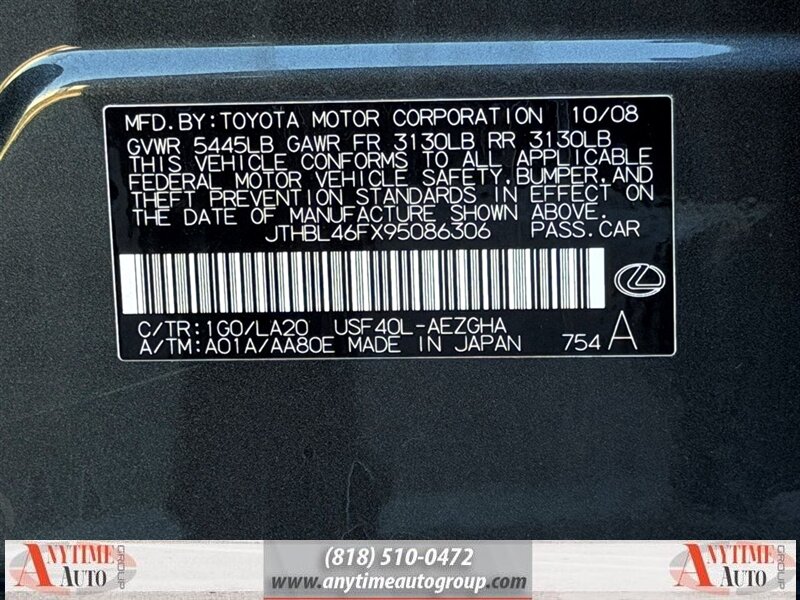 MFD.BY:TOYOTA MOTOR CORPORATION 10/08
GVWR 5445LB GAWR FR 3130LB RR 3130LB
THIS VEHICLE CONFORMS TO ALL APPLICABLE
FEDERAL MOTOR VEHICLE SAFETY,BUMPER,AND
THEFT PREVENTION STANDARDS IN EFFECT ON
THE DATE OF MANUFACTURE SHOWN ABOVE.
JTHBL46FX95086306 PASS.CAR
C/TR:1G0/LA20 USF40L-AEZGHA
A/TM:A01A/AA80E MADE IN JAPAN 754 A
ANYTIME AUTO GROUP
(818) 510-0472
www.anytimeautogroup.com
ANYTIME AUTO GROUP